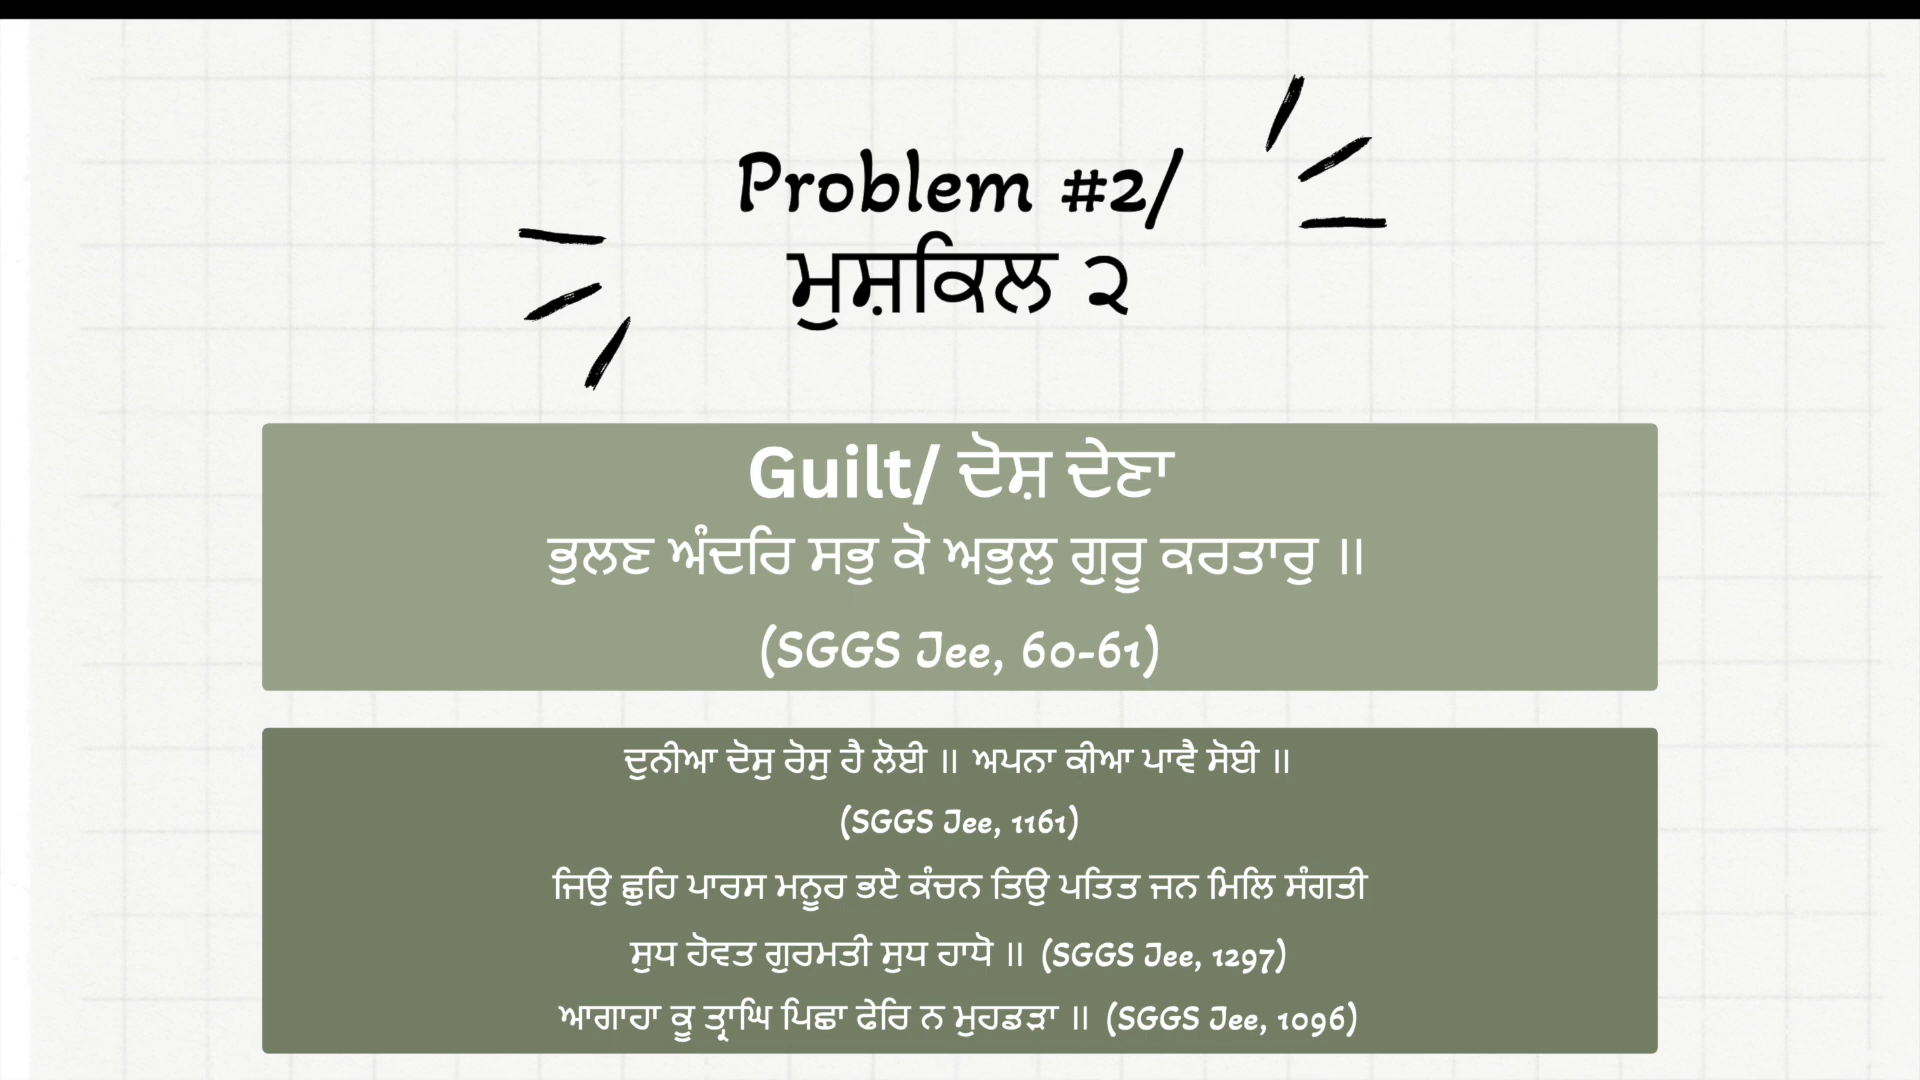 Problem #2/
ਮੁਸ਼ਕਿਲ ੨
Guilt/ ਦੋਸ਼ ਦੇਣਾ
ਭੁਲਣ ਅੰਦਰਿ ਸਭੁ ਕੋ ਅਭੁਲੁ ਗੁਰੂ ਕਰਤਾਰੁ ॥
(SGGS Jee, 60-61)
ਦੁਨੀਆ ਦੋਸੁ ਰੋਸੁ ਹੈ ਲੋਈ ॥ ਅਪਨਾ ਕੀਆ ਪਾਵੈ ਸੋਈ ॥
(SGGS Jee, 1161)
ਜਿਉ ਛੁਹਿ ਪਾਰਸ ਮਨੂਰ ਭਏ ਕੰਚਨ ਤਿਉ ਪਤਿਤ ਜਨ ਮਿਲਿ ਸੰਗਤੀ
ਸੁਧ ਹੋਵਤ ਗੁਰਮਤੀ ਸੁਧ ਹਾਧੋ ॥ (SGGS Jee, 1297)
ਆਗਾਹਾ ਕੂ ਤ੍ਰਾਘਿ ਪਿਛਾ ਫੇਰਿ ਨ ਮੁਹਡੜਾ ॥ (SGGS Jee, 1096)